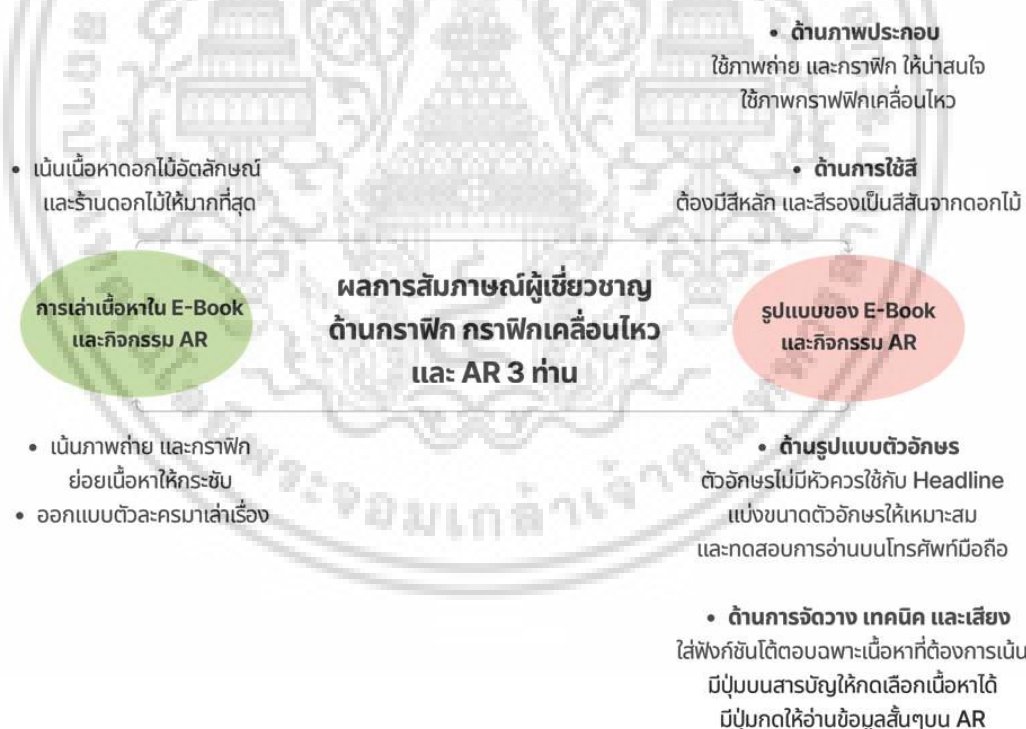 • ด้านภาพประกอบ
ใช้ภาพถ่าย และกราฟิก ให้น่าสนใจ
ใช้ภาพกราฟฟิกเคลื่อนไหว
• เน้นเนื้อหาดอกไม้อัตลักษณ์
และร้านดอกไม้ให้มากที่สุด
• ด้านการใช้สี
ต้องมีสีหลัก และสีรองเป็นสีสันจากดอกไม้
การเล่าเนื้อหาใน E-Book
และกิจกรรม AR
ผลการสัมภาษณ์ผู้เชี่ยวชาญ
ด้านกราฟิก กราฟิกเคลื่อนไหว
และ AR 3 ท่าน
รูปแบบของ E-Book
และกิจกรรม AR
• เน้นภาพถ่าย และกราฟิก
ย่อยเนื้อหาให้กระชับ
• ออกแบบตัวละครมาเล่าเรื่อง
• ด้านรูปแบบตัวอักษร
ตัวอักษรไม่มีหัวควรใช้กับ Headline
แบ่งขนาดตัวอักษรให้เหมาะสม
และทดสอบการอ่านบนโทรศัพท์มือถือ
• ด้านการจัดวาง เทคนิค และเสียง
ใส่ฟังก์ชันโต้ตอบเฉพาะเนื้อหาที่ต้องการเน้น
มีปุ่มบนสารบัญให้กดเลือกเนื้อหาได้
มีปุ่มกดให้อ่านข้อมูลสั้นๆบน AR